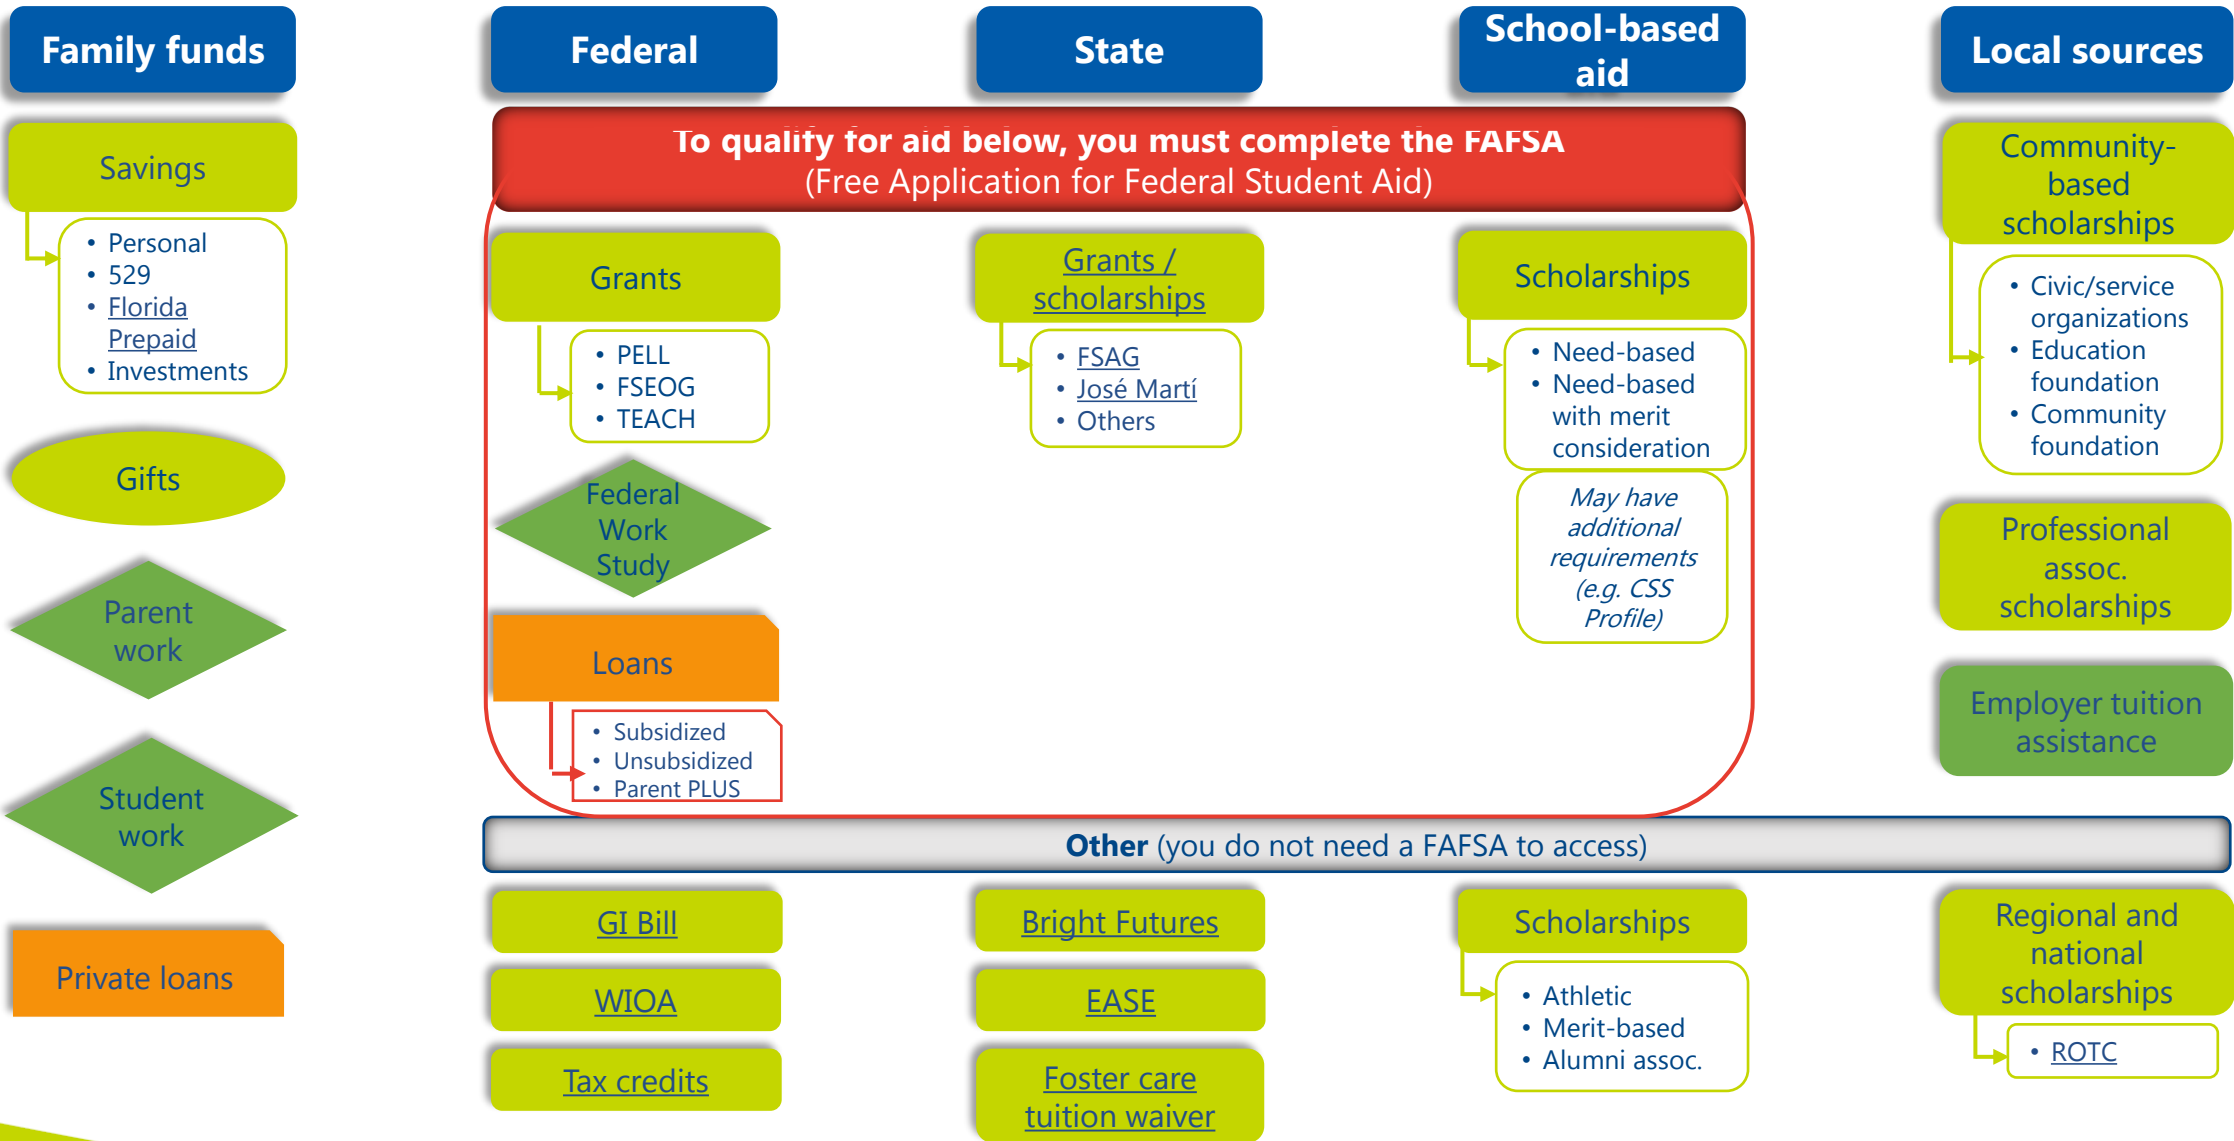 Family funds
Savings
• Personal
• 529
• Florida
Prepaid
• Investments
Gifts
Parent
work
Student
work
Private loans
Federal
State
School-based
aid
To qualify for aid below, you must complete the FAFSA
(Free Application for Federal Student Aid)
Grants
• PELL
• FSEOG
• TEACH
Federal
Work
Study
Loans
• Subsidized
• Unsubsidized
• Parent PLUS
Grants /
scholarships
• FSAG
• José Martí
• Others
Scholarships
• Need-based
• Need-based
with merit
consideration
May have
additional
requirements
(e.g. CSS
Profile)
Local sources
Community-
based
scholarships
• Civic/service
organizations
• Education
foundation
• Community
foundation
Professional
assoc.
scholarships
Employer tuition
assistance
Other (you do not need a FAFSA to access)
GI Bill
WIOA
Tax credits
Bright Futures
EASE
Foster care
tuition waiver
Scholarships
• Athletic
• Merit-based
• Alumni assoc.
Regional and
national
scholarships
• ROTC